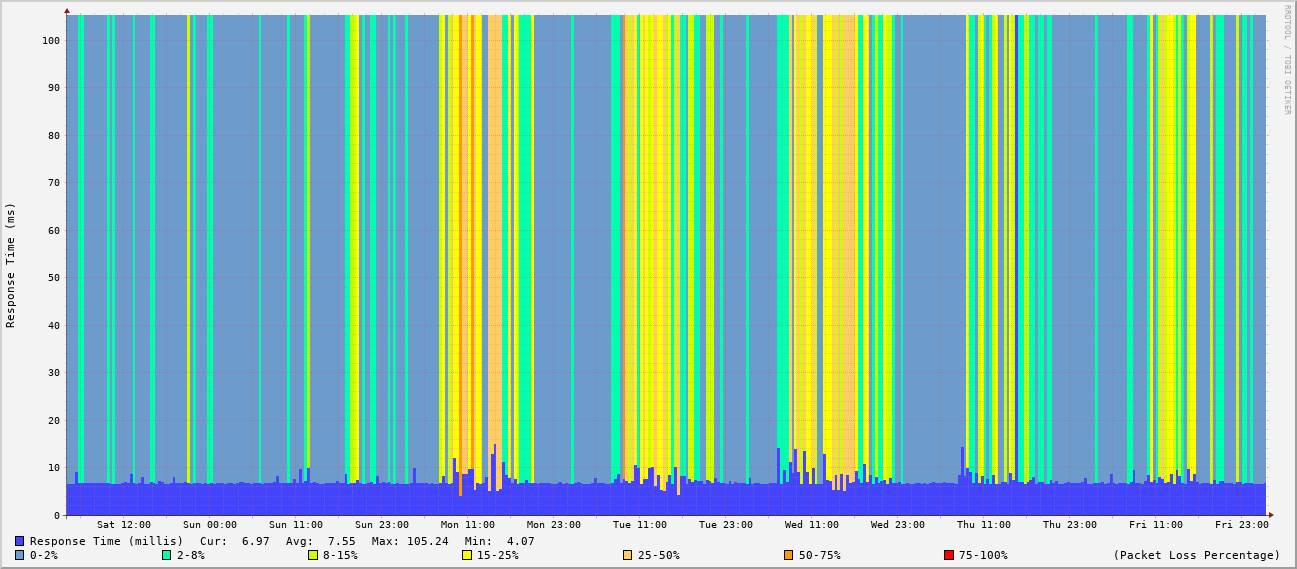 RRDTOOL / TOBI OETIKER
Response Time (ms)
100
90
80
70
60
50
40
30
20
10
0
Sat 12:00 Sun 00:00 Sun 11:00 Sun 23:00 Mon 11:00 Mon 23:00 Tue 11:00 Tue 23:00 Wed 11:00 Wed 23:00 Thu 11:00 Thu 23:00 Fri 11:00 Fri 23:00
Response Time (millis) Cur: 6.97 Avg: 7.55 Max: 105.24 Min: 4.07
0-2% 2-8% 8-15% 15-25% 25-50% 50-75% 75-100% (Packet Loss Percentage)